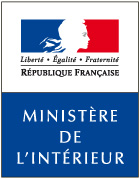 Liberté • Égalité • Fraternité
RÉPUBLIQUE FRANÇAISE
MINISTÈRE
DE
L'INTÉRIEUR